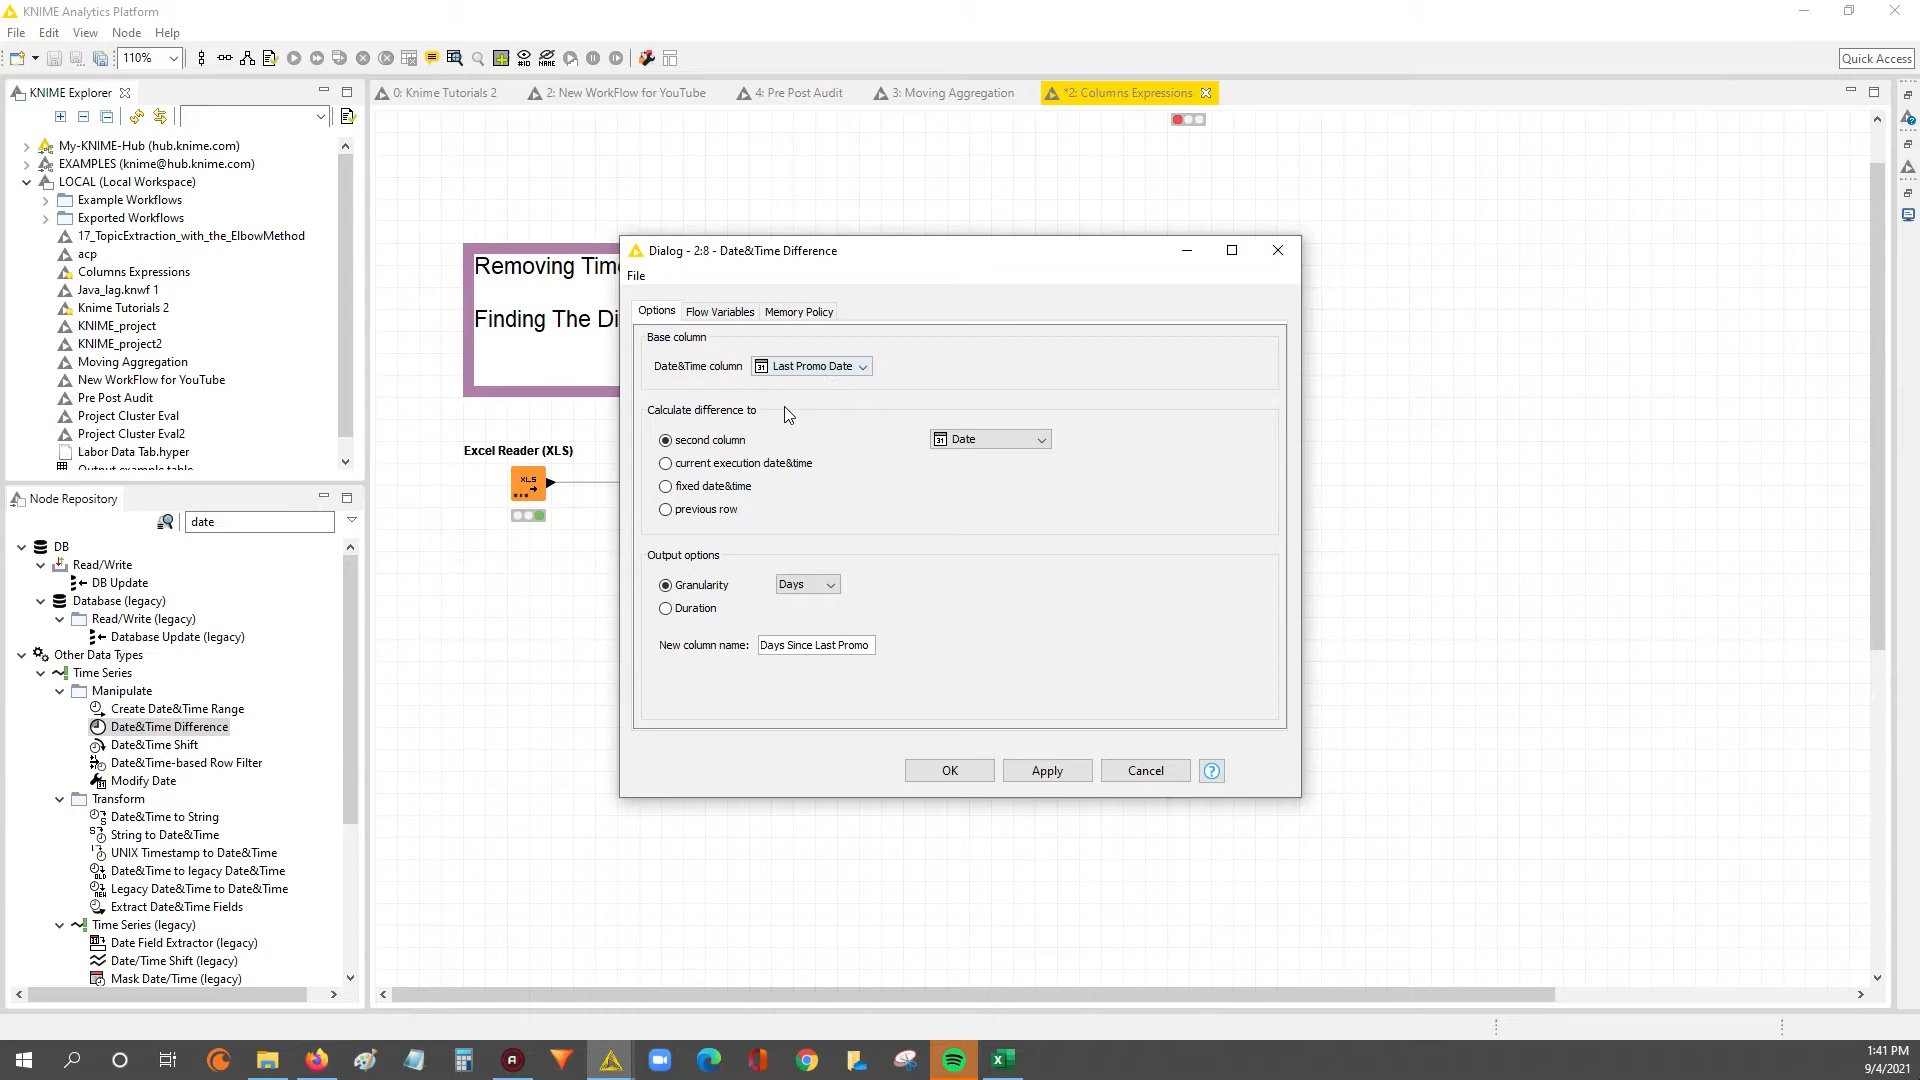 KNIME Analytics Platform
File Edit View Node Help
110%
Quick Access
KNIME Explorer
0: Knime Tutorials 2
2: New WorkFlow for YouTube
4: Pre Post Audit
3: Moving Aggregation
*2: Columns Expressions
My-KNIME-Hub (hub.knime.com)
EXAMPLES (knime@hub.knime.com)
LOCAL (Local Workspace)
Example Workflows
Exported Workflows
17_TopicExtraction_with_the_ElbowMethod
acp
Columns Expressions
Java_lag.knwf 1
Knime Tutorials 2
KNIME_project
KNIME_project2
Moving Aggregation
New WorkFlow for YouTube
Pre Post Audit
Project Cluster Eval
Project Cluster Eval2
Labor Data Tab.hyper
Output example table
Node Repository
date
DB
Read/Write
DB Update
Database (legacy)
Read/Write (legacy)
Database Update (legacy)
Other Data Types
Time Series
Manipulate
Create Date&Time Range
Date&Time Difference
Date&Time Shift
Date&Time-based Row Filter
Modify Date
Transform
Date&Time to String
String to Date&Time
UNIX Timestamp to Date&Time
Date&Time to legacy Date&Time
Legacy Date&Time to Date&Time
Extract Date&Time Fields
Time Series (legacy)
Date Field Extractor (legacy)
Date/Time Shift (legacy)
Mask Date/Time (legacy)
Removing Time
Finding The Di
Excel Reader (XLS)
XLS
Dialog - 2:8 - Date&Time Difference
File
Options Flow Variables Memory Policy
Base column
Date&Time column Last Promo Date
Calculate difference to
second column Date
current execution date&time
fixed date&time
previous row
Output options
Granularity Days
Duration
New column name: Days Since Last Promo
OK Apply Cancel
1:41 PM
9/4/2021